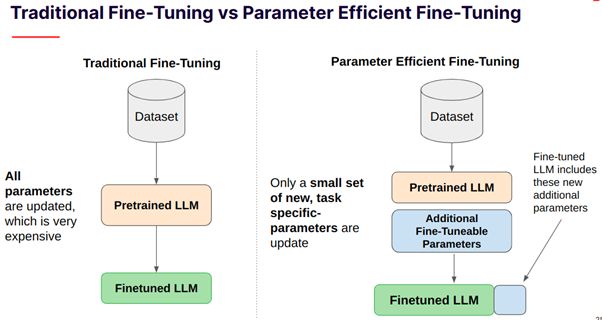 Traditional Fine-Tuning vs Parameter Efficient Fine-Tuning
Traditional Fine-Tuning
Dataset
All
parameters
are updated,
which is very
expensive
Pretrained LLM
Finetuned LLM
Parameter Efficient Fine-Tuning
Dataset
Only a small set
of new, task
specific-
parameters are
update
Pretrained LLM
Additional
Fine-Tuneable
Parameters
Finetuned LLM
Fine-tuned
LLM includes
these new
additional
parameters